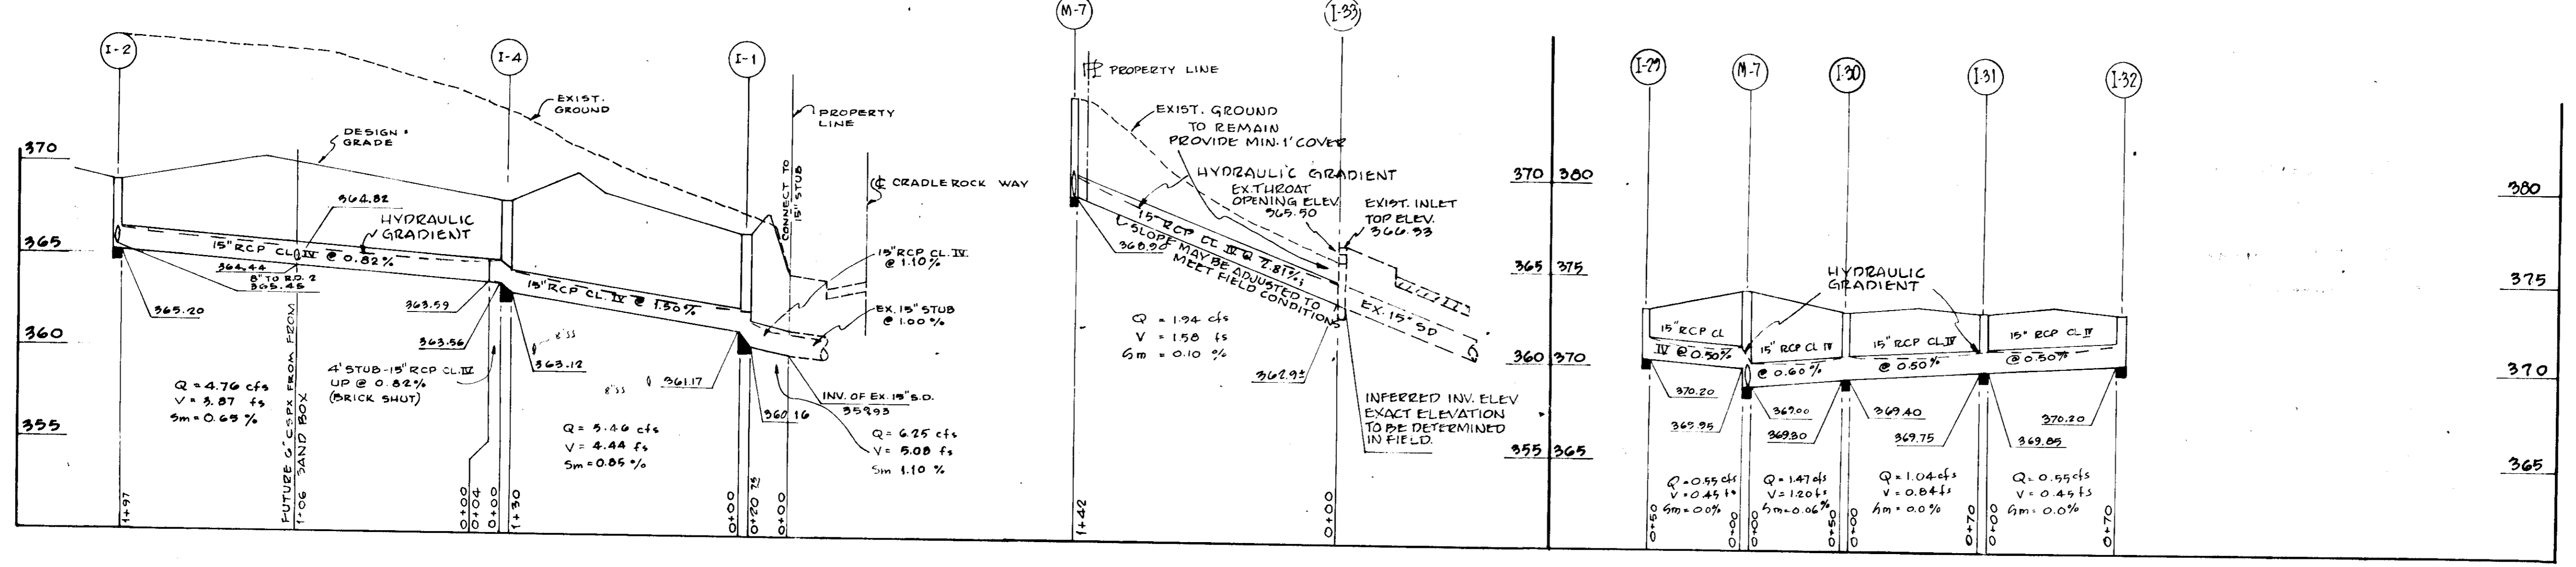 I-2
I-4
I-1
M-7
I-33
I-29
M-7
I-30
I-31
I-32
EXIST.
GROUND
DESIGN
GRADE
PROPERTY
LINE
CONNECT TO
15" STUB
℄ CRADLEROCK WAY
370
365
360
355
364.82
HYDRAULIC
GRADIENT
15" RCP CL. IV @ 0.82%
364.44
8" TO R.D. 2
365.45
365.20
FUTURE 6" CSPX FROM FROM
SAND BOX
363.59
363.56
4' STUB-15" RCP CL. IV
UP @ 0.82%
(BRICK SHUT)
15" RCP CL. IV @ 1.50%
8"SS
363.12
8"SS
361.17
360.16
15" RCP CL. IV
@ 1.10%
EX. 15" STUB
@ 1.00%
INV. OF EX. 15" S.D.
359.93
Q = 4.76 cfs
V = 3.87 fs
Sm = 0.65 %
Q = 5.46 cfs
V = 4.44 fs
Sm = 0.85 %
Q = 6.25 cfs
V = 5.08 fs
Sm 1.10 %
1+97
1+06
0+00
0+04
0+00
1+30
0+00
0+20.75
0+00
PROPERTY LINE
EXIST. GROUND
TO REMAIN
PROVIDE MIN. 1' COVER
HYDRAULIC GRADIENT
EX. THROAT
OPENING ELEV.
365.50
EXIST. INLET
TOP ELEV.
366.33
15" RCP CL IV @ 2.81%;
SLOPE MAY BE ADJUSTED TO
MEET FIELD CONDITIONS
EX. 15" SD
Q = 1.94 cfs
V = 1.58 fs
Sm = 0.10 %
INFERRED INV. ELEV
EXACT ELEVATION
TO BE DETERMINED
IN FIELD.
1+42
0+00
370 380
365 375
360 370
355 365
HYDRAULIC
GRADIENT
15" RCP CL
IV @ 0.50%
15" RCP CL IV
@ 0.60%
15" RCP CL IV
@ 0.50%
15" RCP CL IV
@ 0.50%
370.20
369.95
369.00
369.30
369.40
369.75
369.85
370.20
Q = 0.55 cfs
V = 0.45 fs
Sm = 0.0%
Q = 1.47 cfs
V = 1.20 fs
Sm = 0.06%
Q = 1.04 cfs
V = 0.84 fs
Sm = 0.0%
Q = 0.55 cfs
V = 0.45 fs
Sm = 0.0%
0+50
0+00
0+00
0+50
0+00
0+70
0+00
0+70
380
375
370
365